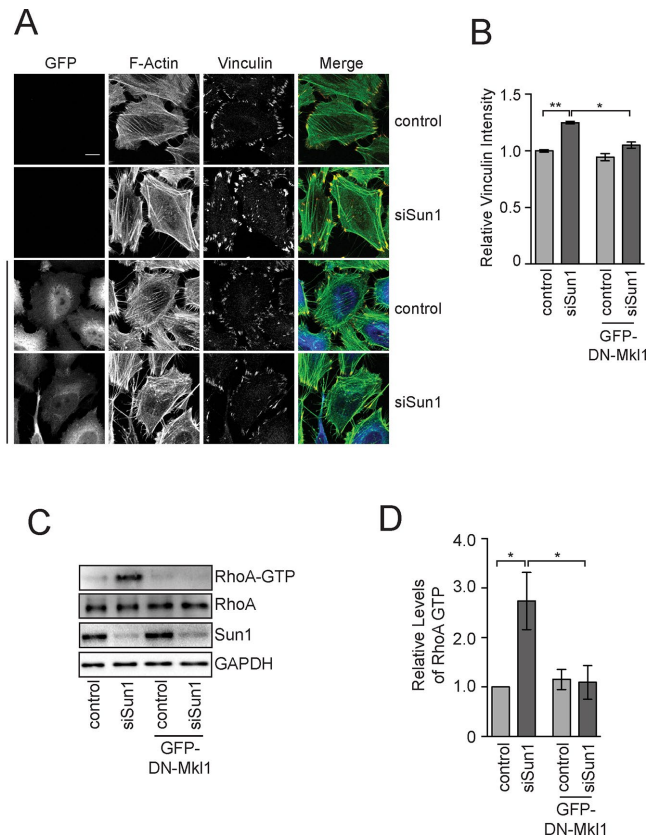 A
GFP F-Actin Vinculin Merge
control
siSun1
control
siSun1
B
Relative Vinculin Intensity
1.5
1.0
0.5
0
** *
control siSun1 control siSun1
GFP-
DN-Mkl1
C
RhoA-GTP
RhoA
Sun1
GAPDH
control siSun1 control siSun1
GFP-
DN-Mkl1
D
Relative Levels
of RhoA GTP
4.0
3.0
2.0
1.0
0
* *
control siSun1 control siSun1
GFP-
DN-Mkl1